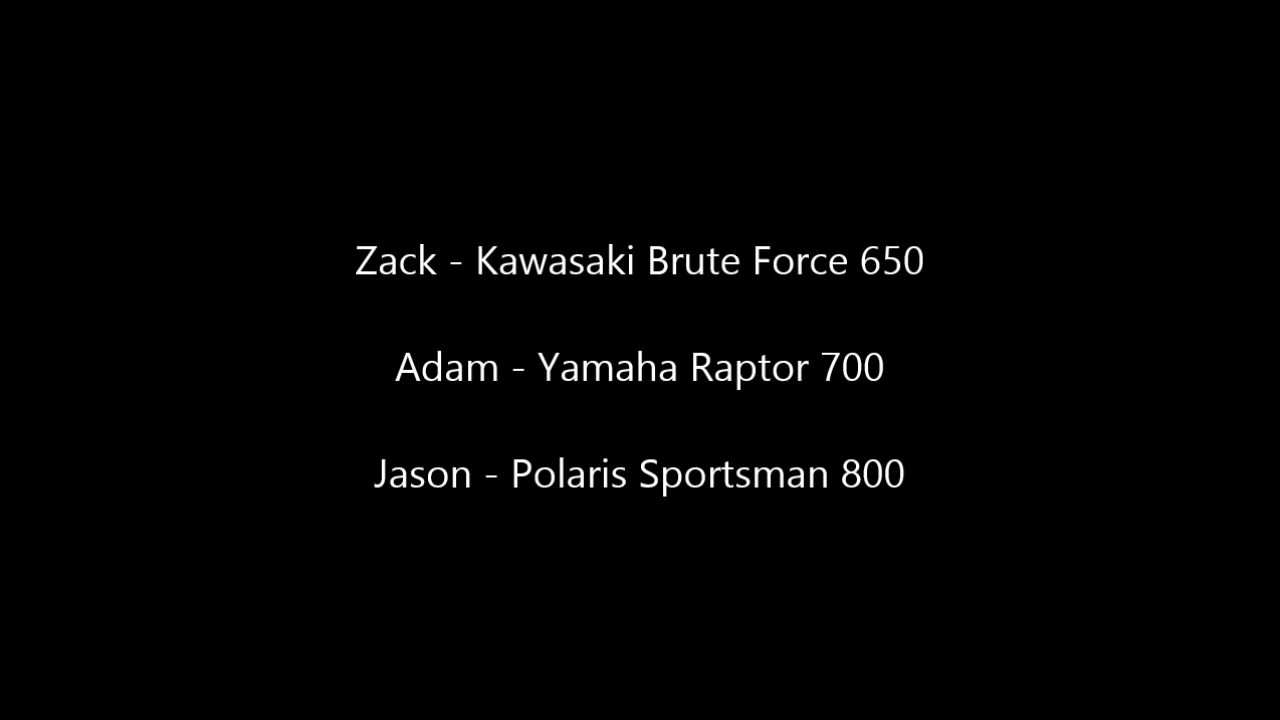 Zack - Kawasaki Brute Force 650
Adam - Yamaha Raptor 700
Jason - Polaris Sportsman 800